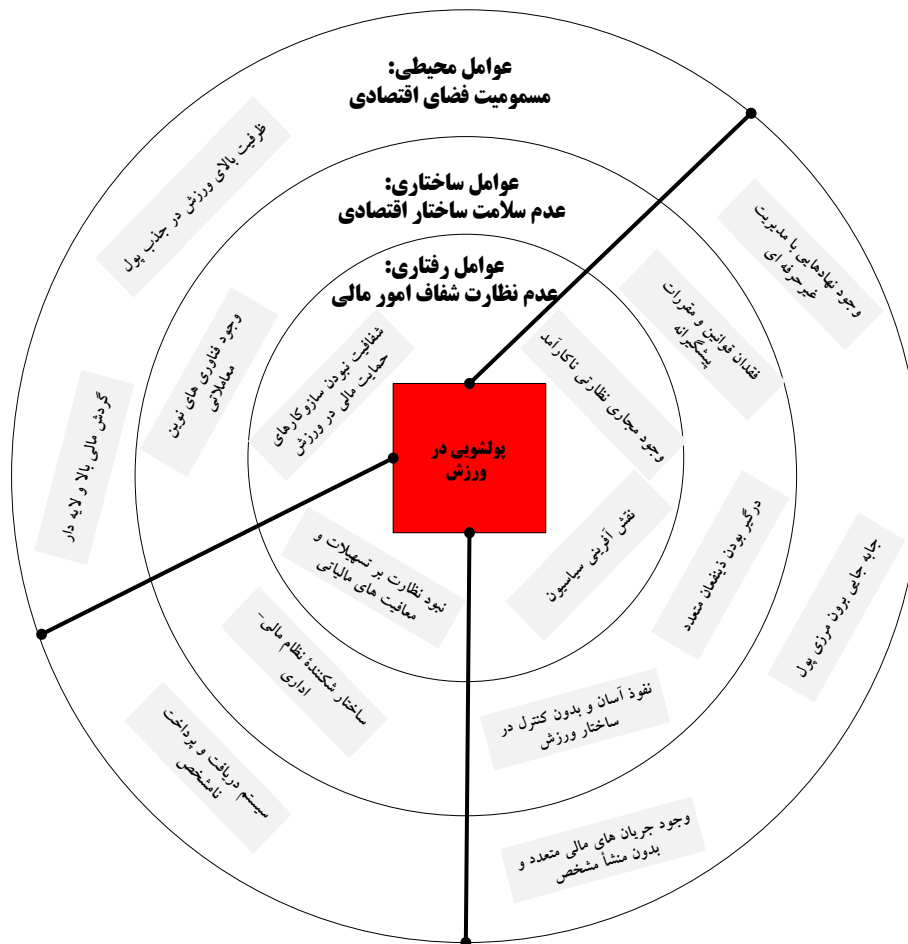 عوامل محیطی:
مسمومیت فضای اقتصادی
ظرفیت بالای ورزش در جذب پول
گردش مالی بالا و لایه دار
وجود نهادهایی با مدیریت
غیرحرفه ای
جابه جایی برون مرزی پول
سیستم دریافت و پرداخت
نامشخص
وجود جریان های مالی متعدد و
بدون منشأ مشخص
عوامل ساختاری:
عدم سلامت ساختار اقتصادی
وجود فناوری های نوین
معاملاتی
فقدان قوانین و مقررات
پیشگیرانه
درگیر بودن ذینفعان متعدد
ساختار شکنندۀ نظام مالی-
اداری
نفوذ آسان و بدون کنترل در
ساختار ورزش
عوامل رفتاری:
عدم نظارت شفاف امور مالی
شفافیت نبودن سازوکارهای
حمایت مالی در ورزش
وجود مجاری نظارتی ناکارآمد
نقش آفرینی سیاسیون
نبود نظارت بر تسهیلات و
معافیت های مالیاتی
پولشویی در
ورزش